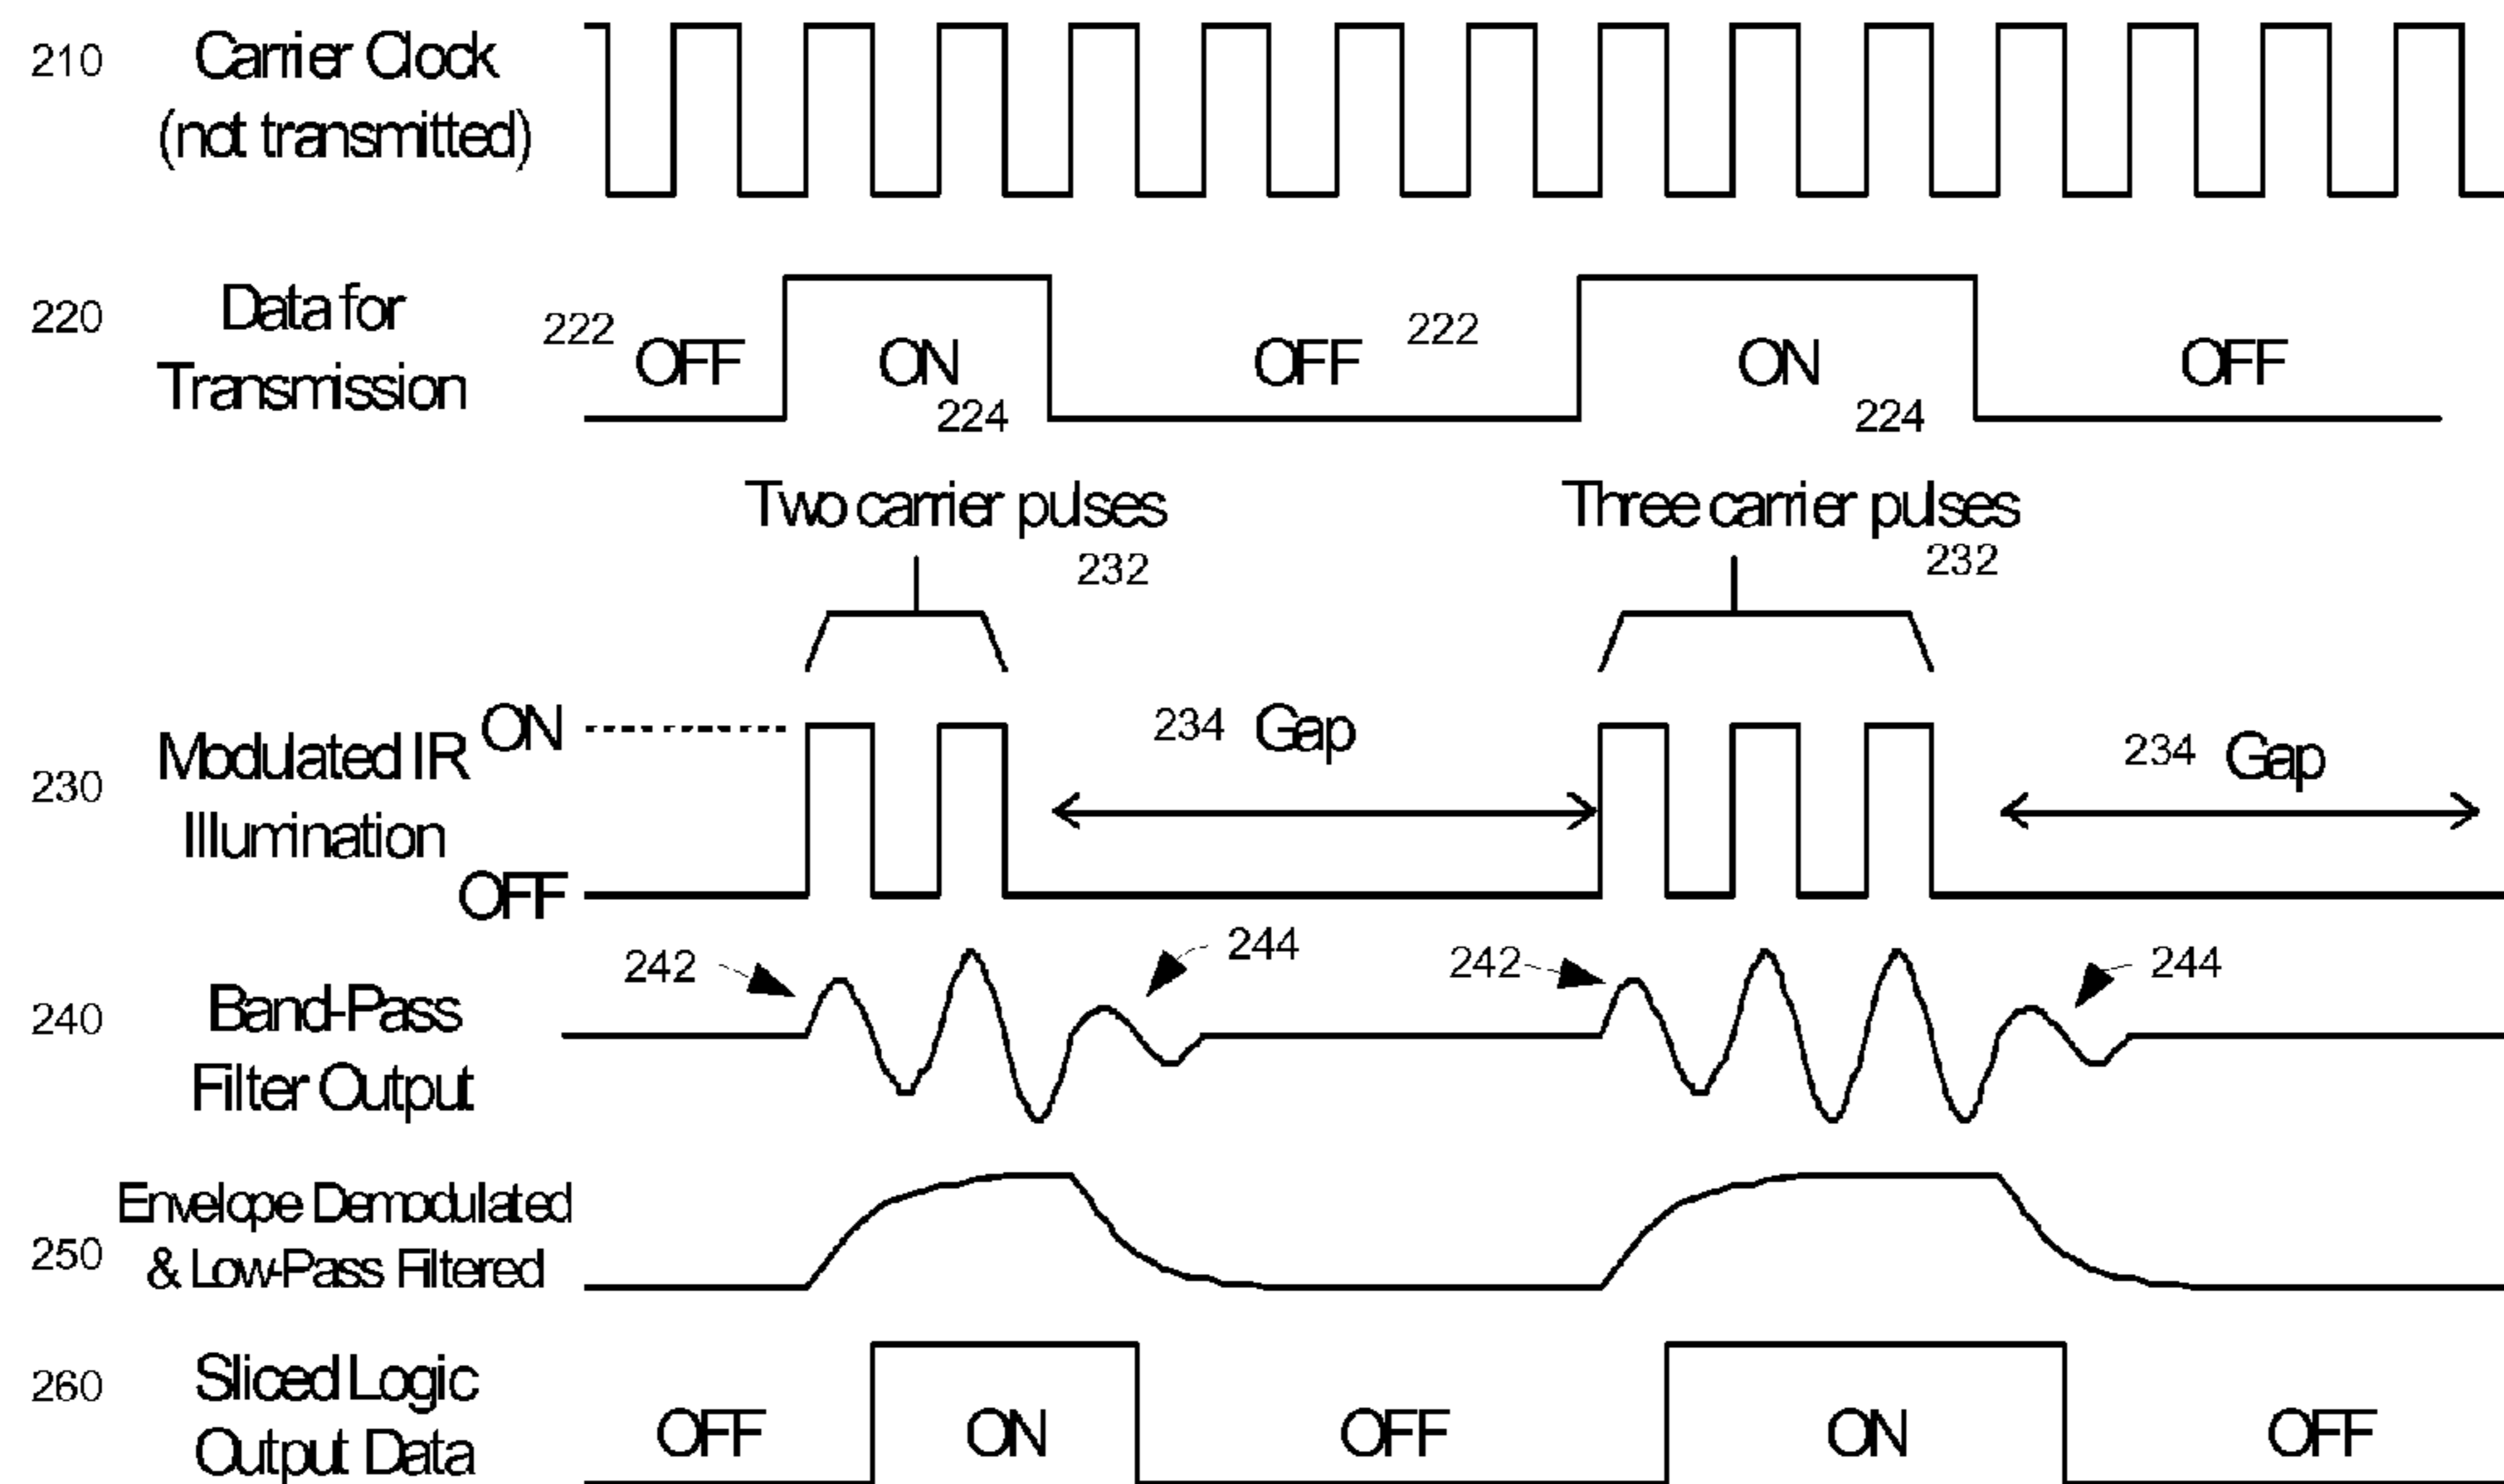 210 Carrier Clock
(not transmitted)
220 Data for
Transmission
222 OFF ON 224 OFF 222 ON 224 OFF
Two carrier pulses
232
Three carrier pulses
232
230 Modulated IR
Illumination
ON
OFF
234 Gap
234 Gap
240 Band-Pass
Filter Output
242
244
242
244
Envelope Demodulated
250 & Low-Pass Filtered
260 Sliced Logic
Output Data
OFF ON OFF ON OFF